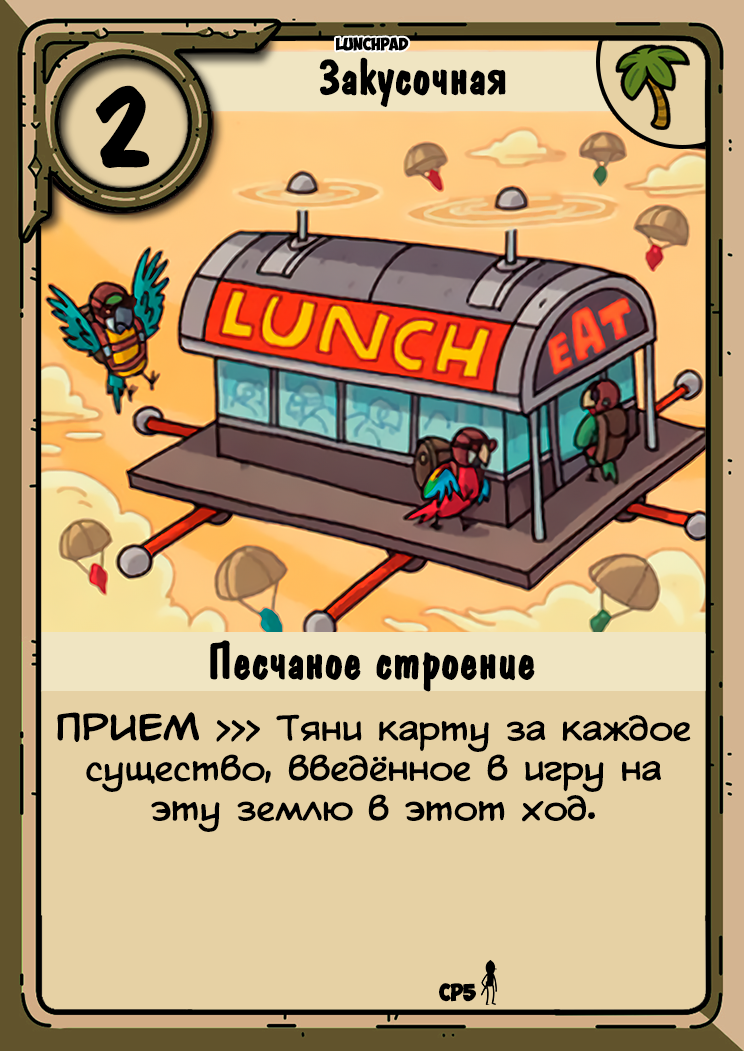 LUNCHPAD
Закусочная
2
LUNCH
EAT
Песчаное строение
ПРИЕМ >>> Тяни карту за каждое
существо, введённое в игру на
эту землю в этот ход.
CP5